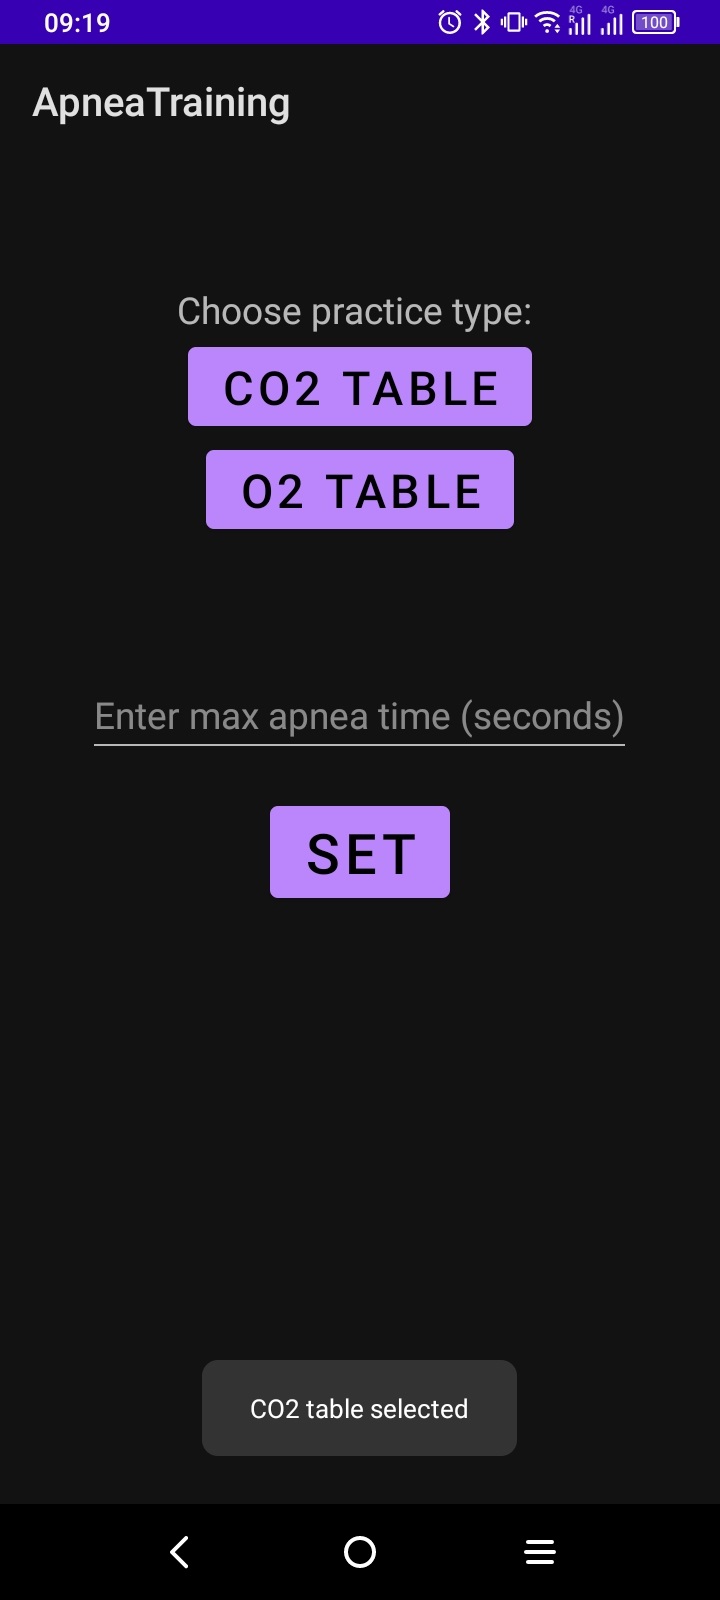 09:19
4G R 4G 100
ApneaTraining
Choose practice type:
CO2 TABLE
O2 TABLE
Enter max apnea time (seconds)
SET
CO2 table selected